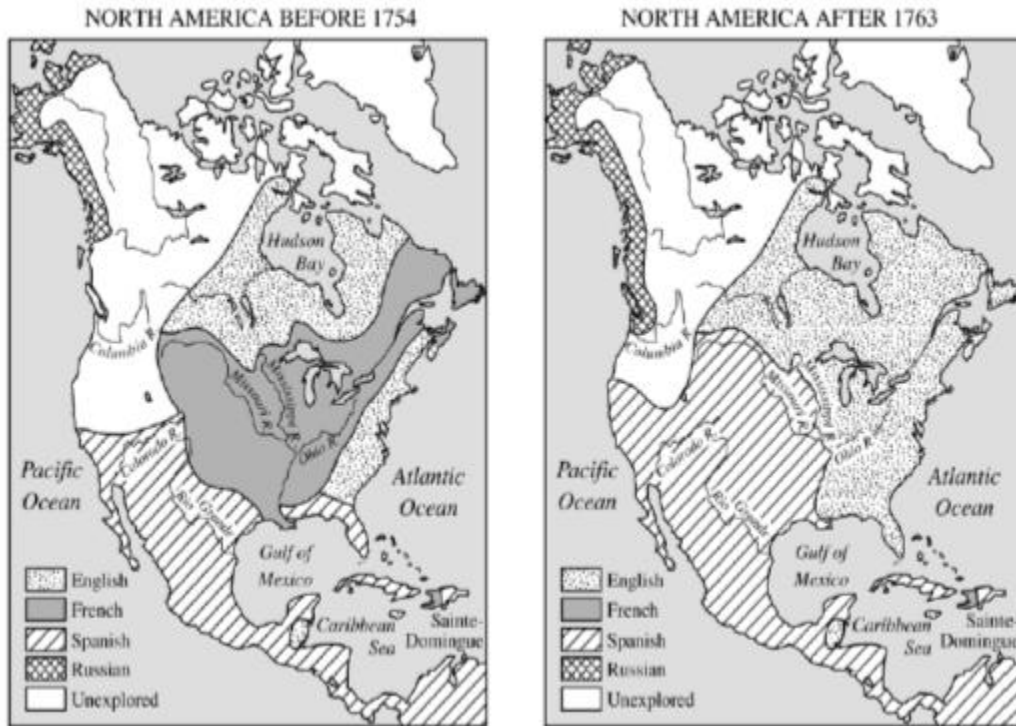 NORTH AMERICA BEFORE 1754
Hudson
Bay
Columbia R.
Missouri R.
Mississippi R.
Ohio R.
Colorado R.
Pacific
Ocean
Atlantic
Ocean
Rio
Grande
Gulf of
Mexico
English
French
Spanish
Russian
Unexplored
Caribbean
Sea
Sainte-
Domingue
NORTH AMERICA AFTER 1763
Hudson
Bay
Columbia R.
Missouri R.
Mississippi R.
Ohio R.
Colorado R.
Pacific
Ocean
Atlantic
Ocean
Rio
Grande
Gulf of
Mexico
English
French
Spanish
Russian
Unexplored
Caribbean
Sea
Sainte-
Domingue